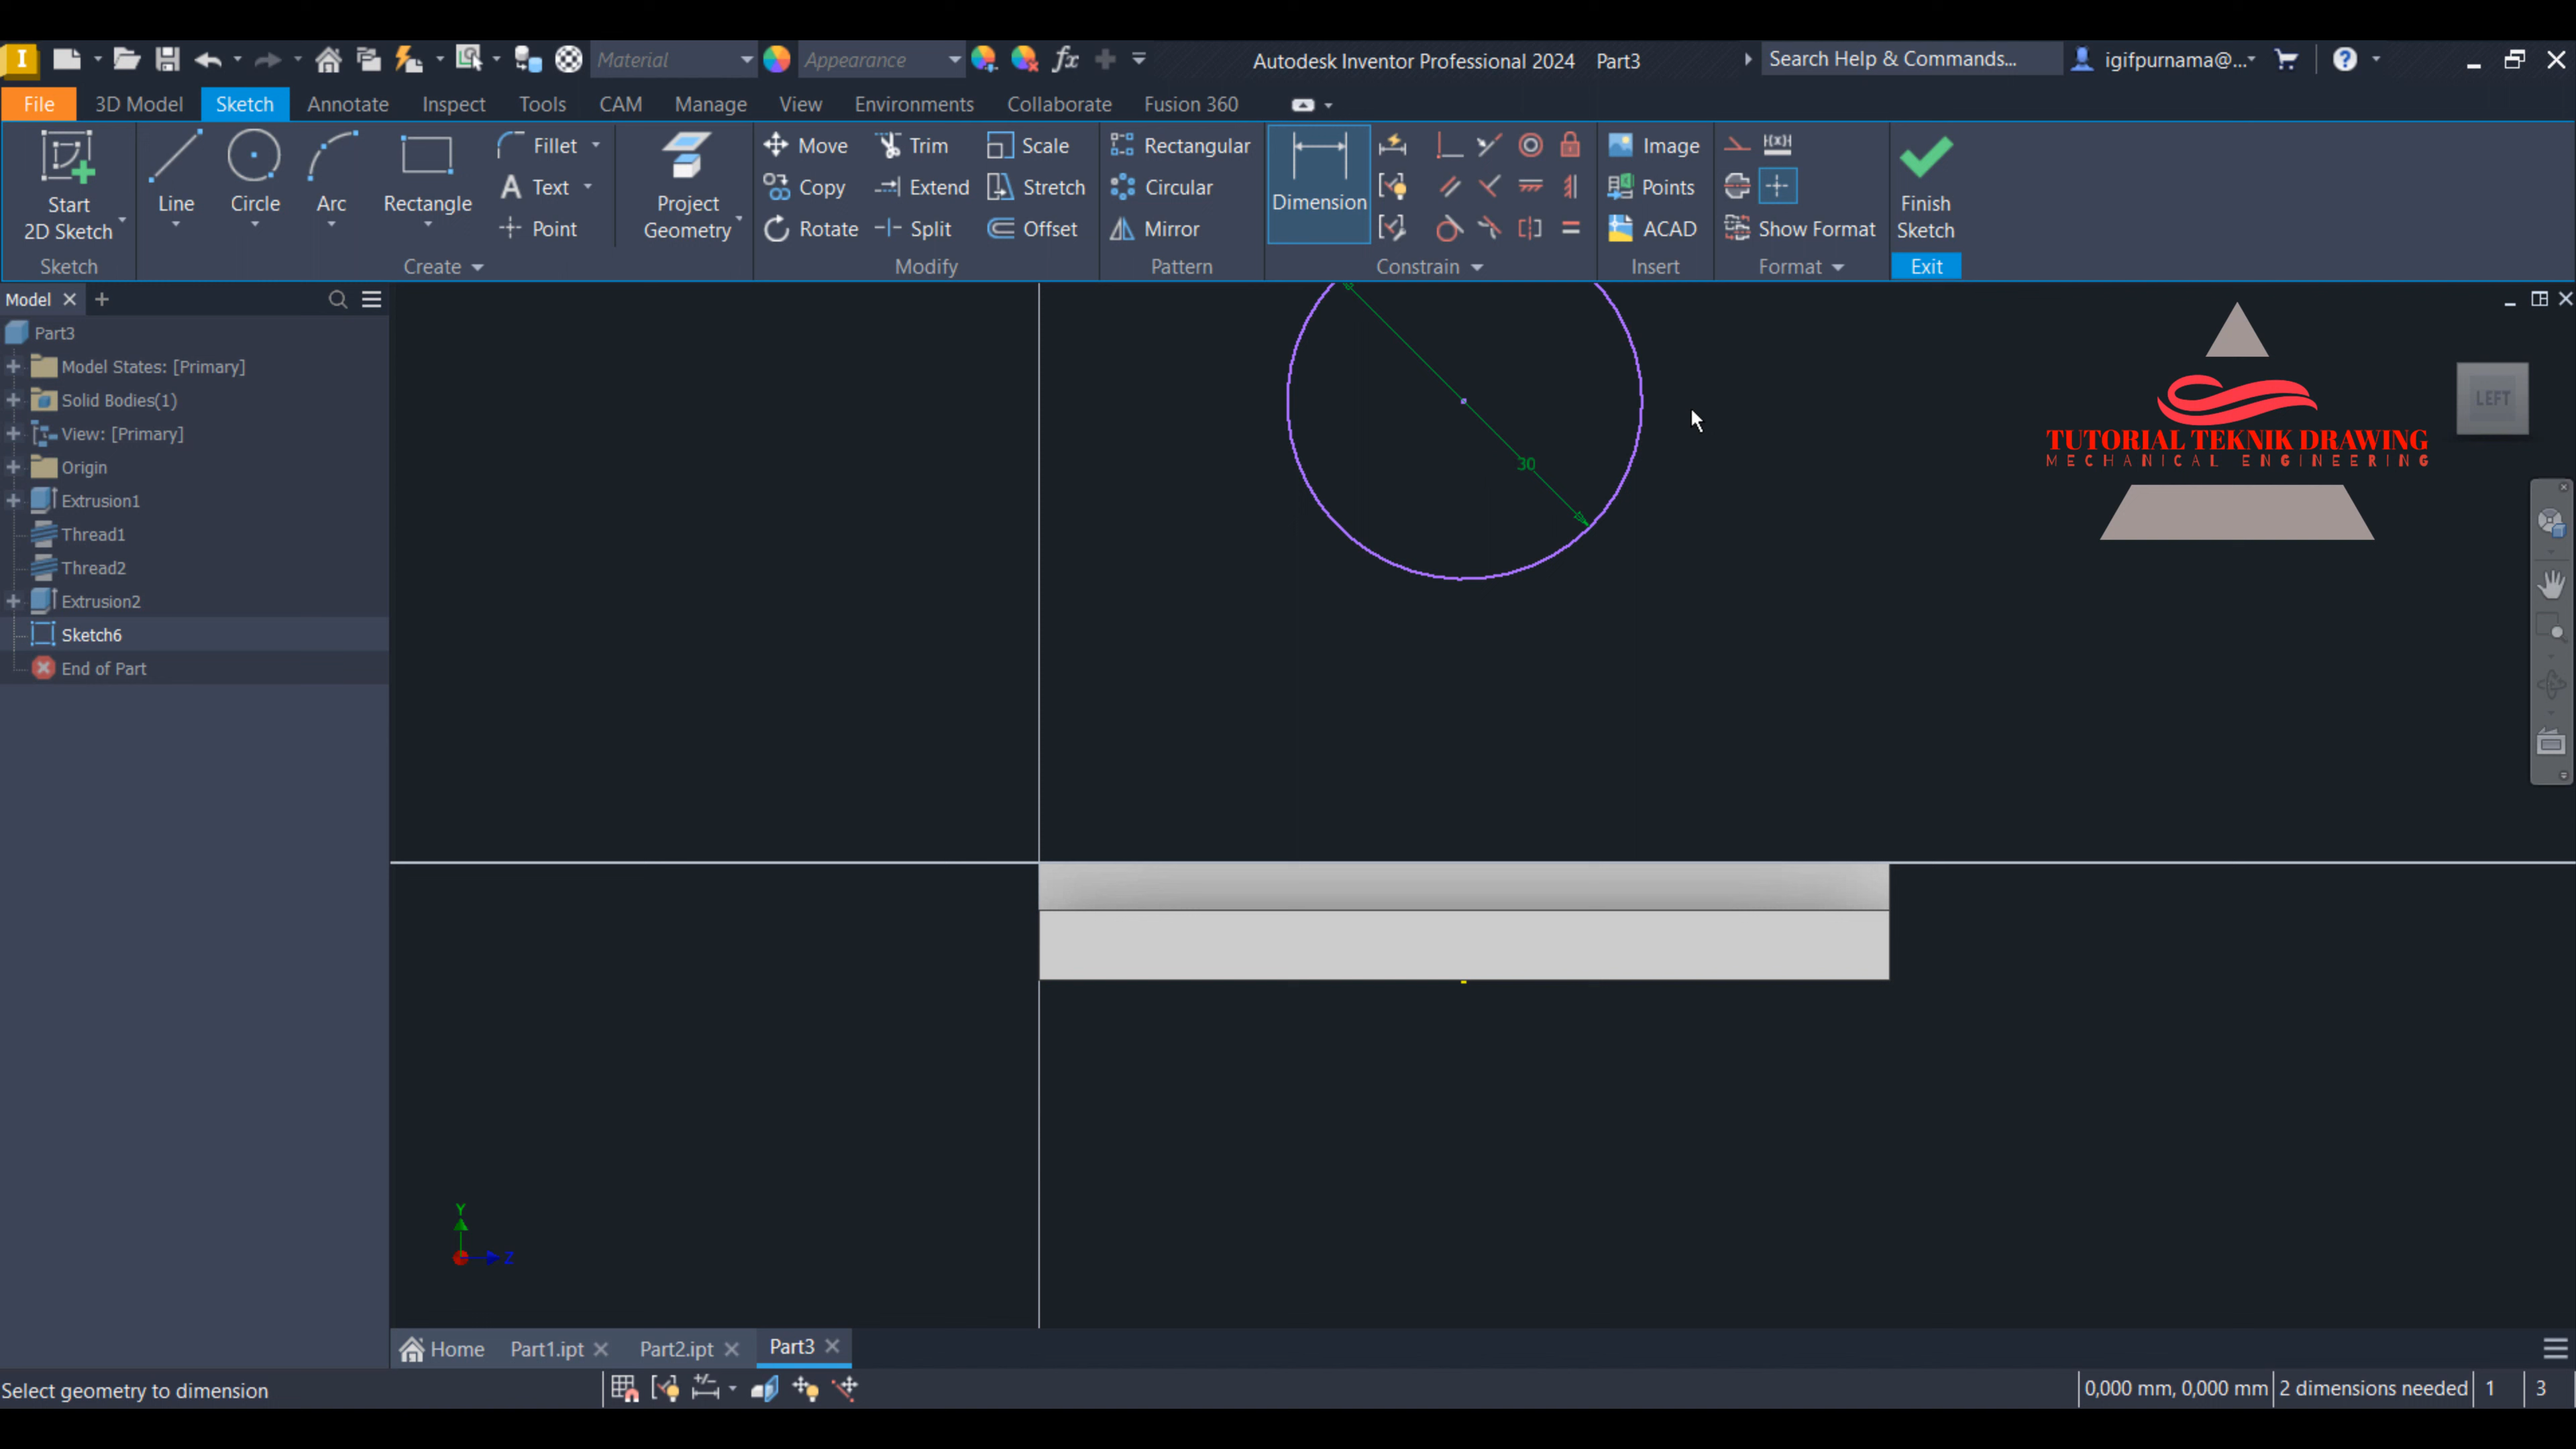 I Material Appearance Autodesk Inventor Professional 2024 Part3 Search Help & Commands... igifpurnama@...
File 3D Model Sketch Annotate Inspect Tools CAM Manage View Environments Collaborate Fusion 360
Start 2D Sketch
Line
Circle
Arc
Rectangle
Fillet
Text
Point
Project Geometry
Move
Copy
Rotate
Trim
Extend
Split
Scale
Stretch
Offset
Rectangular
Circular
Mirror
Dimension
Image
Points
ACAD
Show Format
Finish Sketch
Sketch Create Modify Pattern Constrain Insert Format Exit
Model
Part3
Model States: [Primary]
Solid Bodies(1)
View: [Primary]
Origin
Extrusion1
Thread1
Thread2
Extrusion2
Sketch6
End of Part
30
LEFT
TUTORIAL TEKNIK DRAWING
MECHANICAL ENGINEERING
Y
Z
Home Part1.ipt Part2.ipt Part3
Select geometry to dimension
0,000 mm, 0,000 mm 2 dimensions needed 1 3